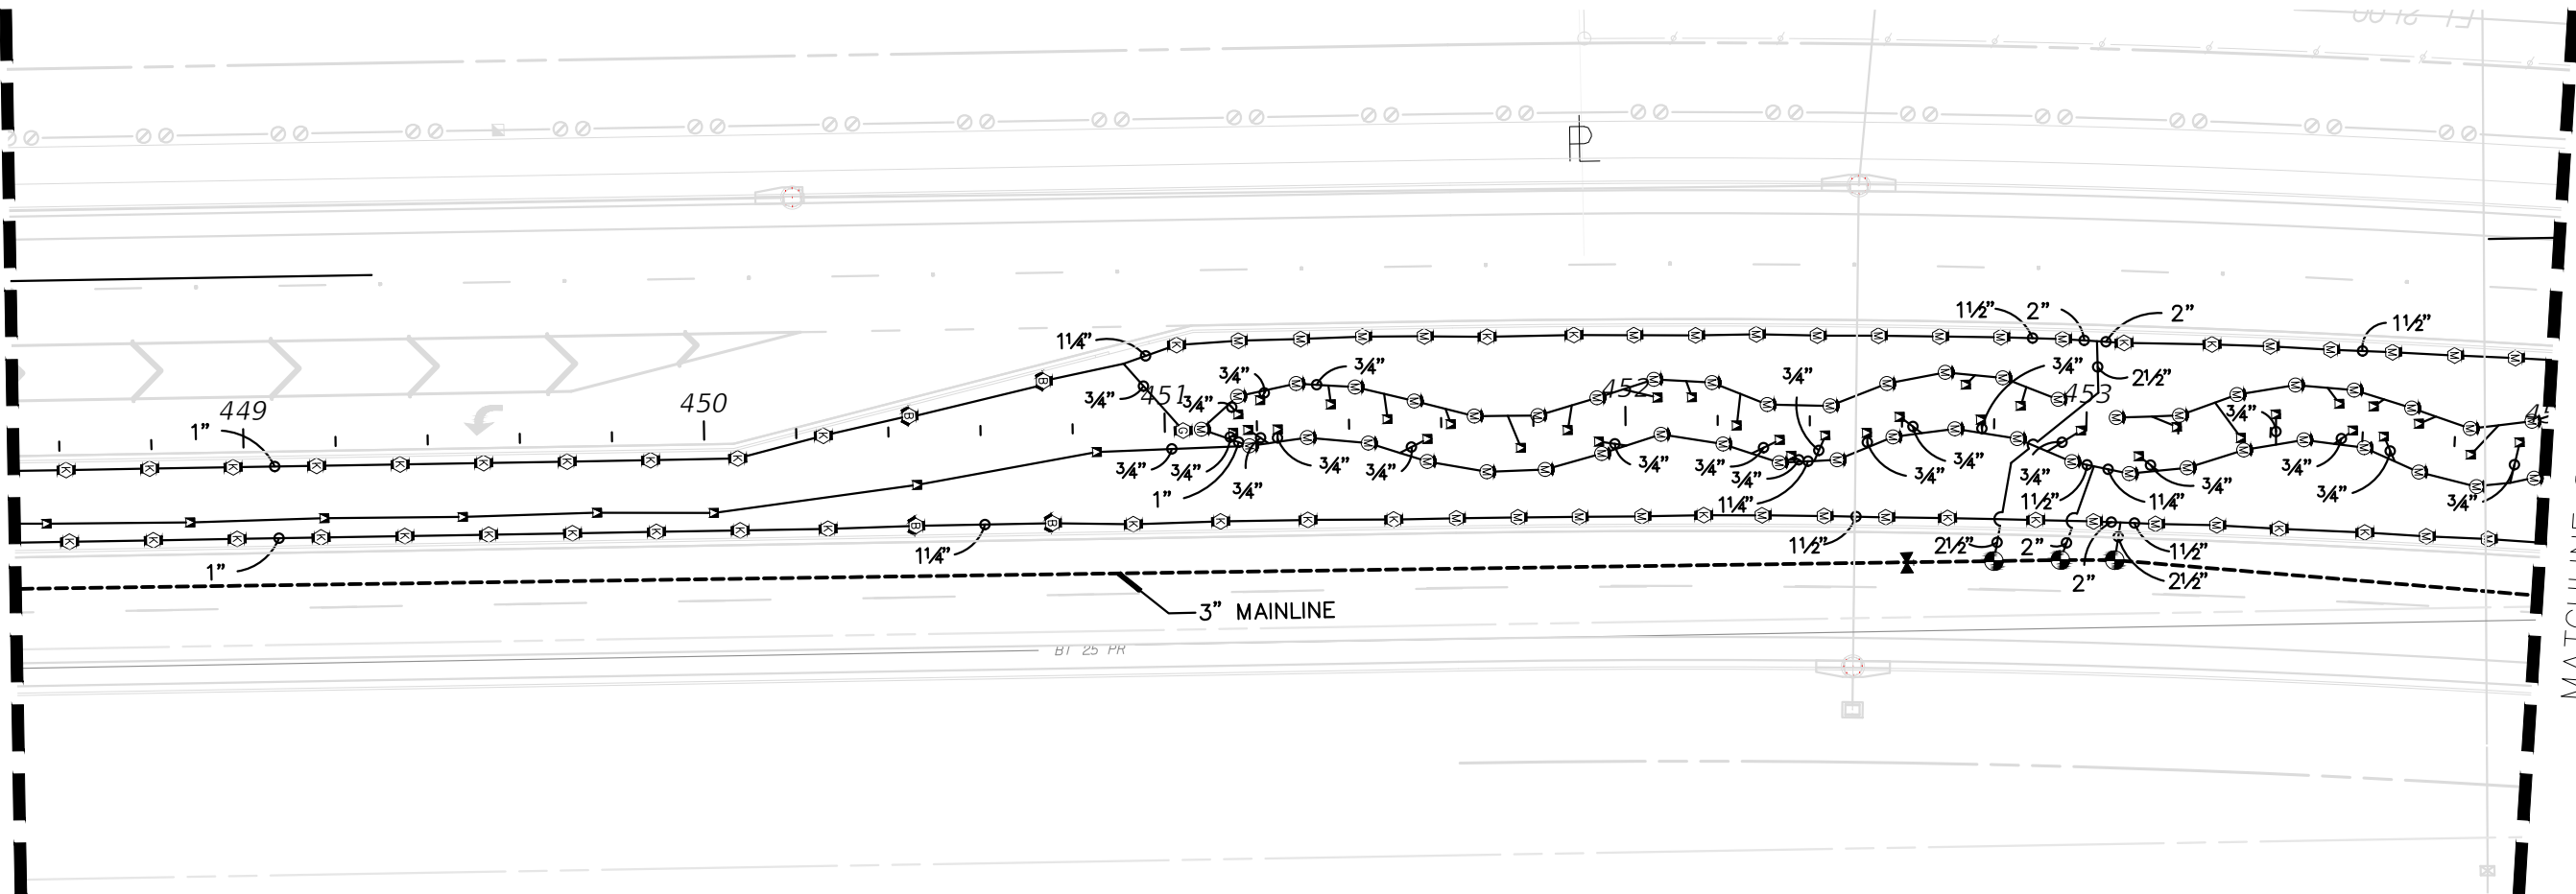 PL
1½" 2" 2"
1½"
1¼"
3/4" 3/4" 3/4"
3/4" 2½"
449 450 3/4" 451 3/4" 452 453
1" 3/4"
3/4" 3/4" 3/4" 3/4" 3/4" 3/4" 3/4" 3/4" 3/4" 3/4"
3/4" 3/4" 3/4" 3/4" 3/4"
1" 1¼" 1½" 1¼"
1" 1¼" 1½" 2½" 2" 1½"
2" 2½"
3" MAINLINE
BT 25 PR